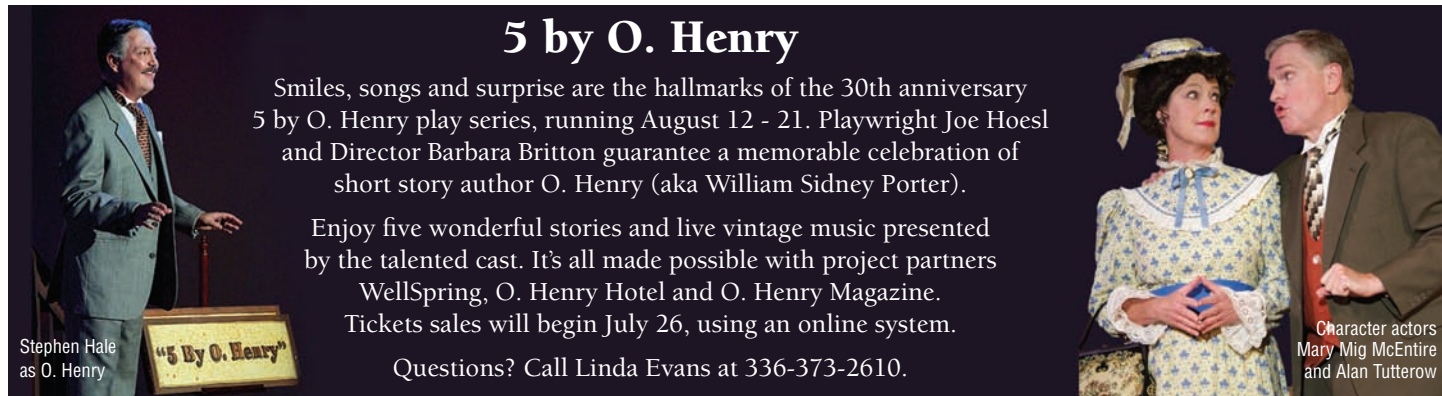 5 by O. Henry
Smiles, songs and surprise are the hallmarks of the 30th anniversary
5 by O. Henry play series, running August 12 - 21. Playwright Joe Hoesl
and Director Barbara Britton guarantee a memorable celebration of
short story author O. Henry (aka William Sidney Porter).
Enjoy five wonderful stories and live vintage music presented
by the talented cast. It's all made possible with project partners
WellSpring, O. Henry Hotel and O. Henry Magazine.
Tickets sales will begin July 26, using an online system.
Questions? Call Linda Evans at 336-373-2610.
Stephen Hale
as O. Henry
“5 By O. Henry”
Character actors
Mary Mig McEntire
and Alan Tutterow